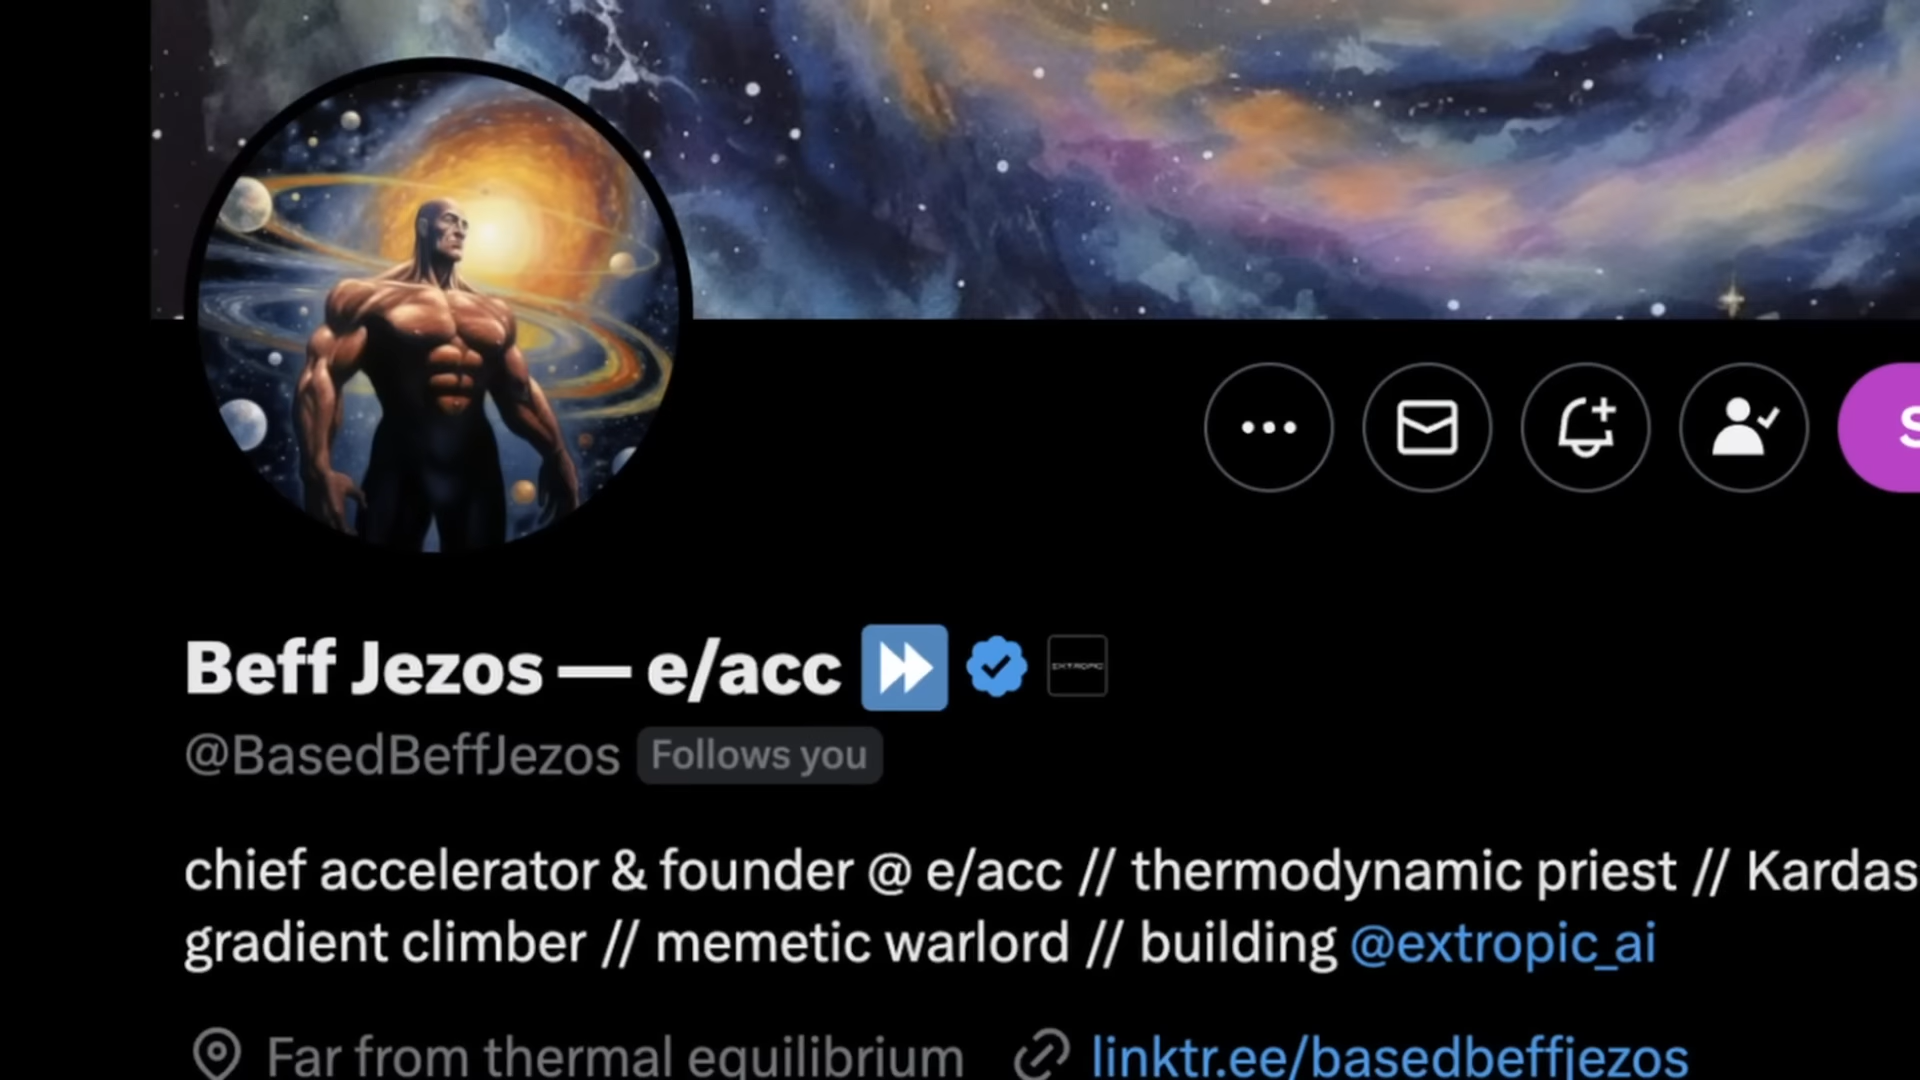 S
Beff Jezos — e/acc ⏩ EXTROPIC
@BasedBeffJezos Follows you
chief accelerator & founder @ e/acc // thermodynamic priest // Kardas
gradient climber // memetic warlord // building @extropic_ai
Far from thermal equilibrium linktr.ee/basedbeffjezos